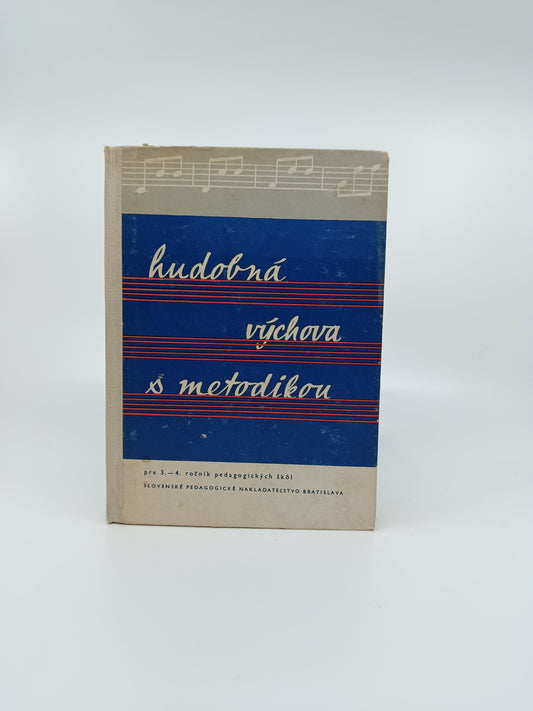 hudobná
výchova
s metodikou
pre 3.—4. ročník pedagogických škôl
SLOVENSKÉ PEDAGOGICKÉ NAKLADATEĽSTVO BRATISLAVA